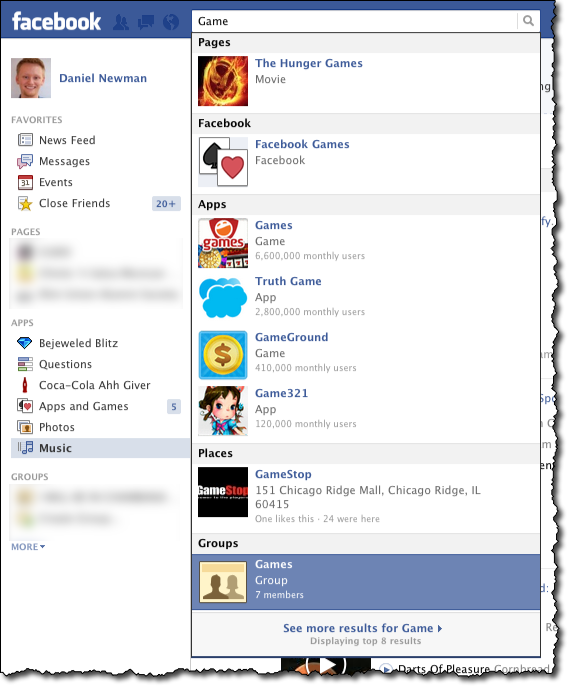 facebook
Game
Daniel Newman
FAVORITES
News Feed
Messages
31
Events
Close Friends
20+
PAGES
APPS
Bejeweled Blitz
Questions
Coca-Cola Ahh Giver
Apps and Games
5
Photos
Music
GROUPS
MORE
Pages
The Hunger Games
Movie
Facebook
Facebook Games
Facebook
Apps
games
Games
Game
6,600,000 monthly users
Truth Game
App
2,800,000 monthly users
GameGround
Game
410,000 monthly users
Game321
App
120,000 monthly users
Places
GameStop
GameStop
151 Chicago Ridge Mall, Chicago Ridge, IL
60415
One likes this · 24 were here
Groups
Games
Group
7 members
See more results for Game
Displaying top 8 results
Darts Of Pleasure Cornbread